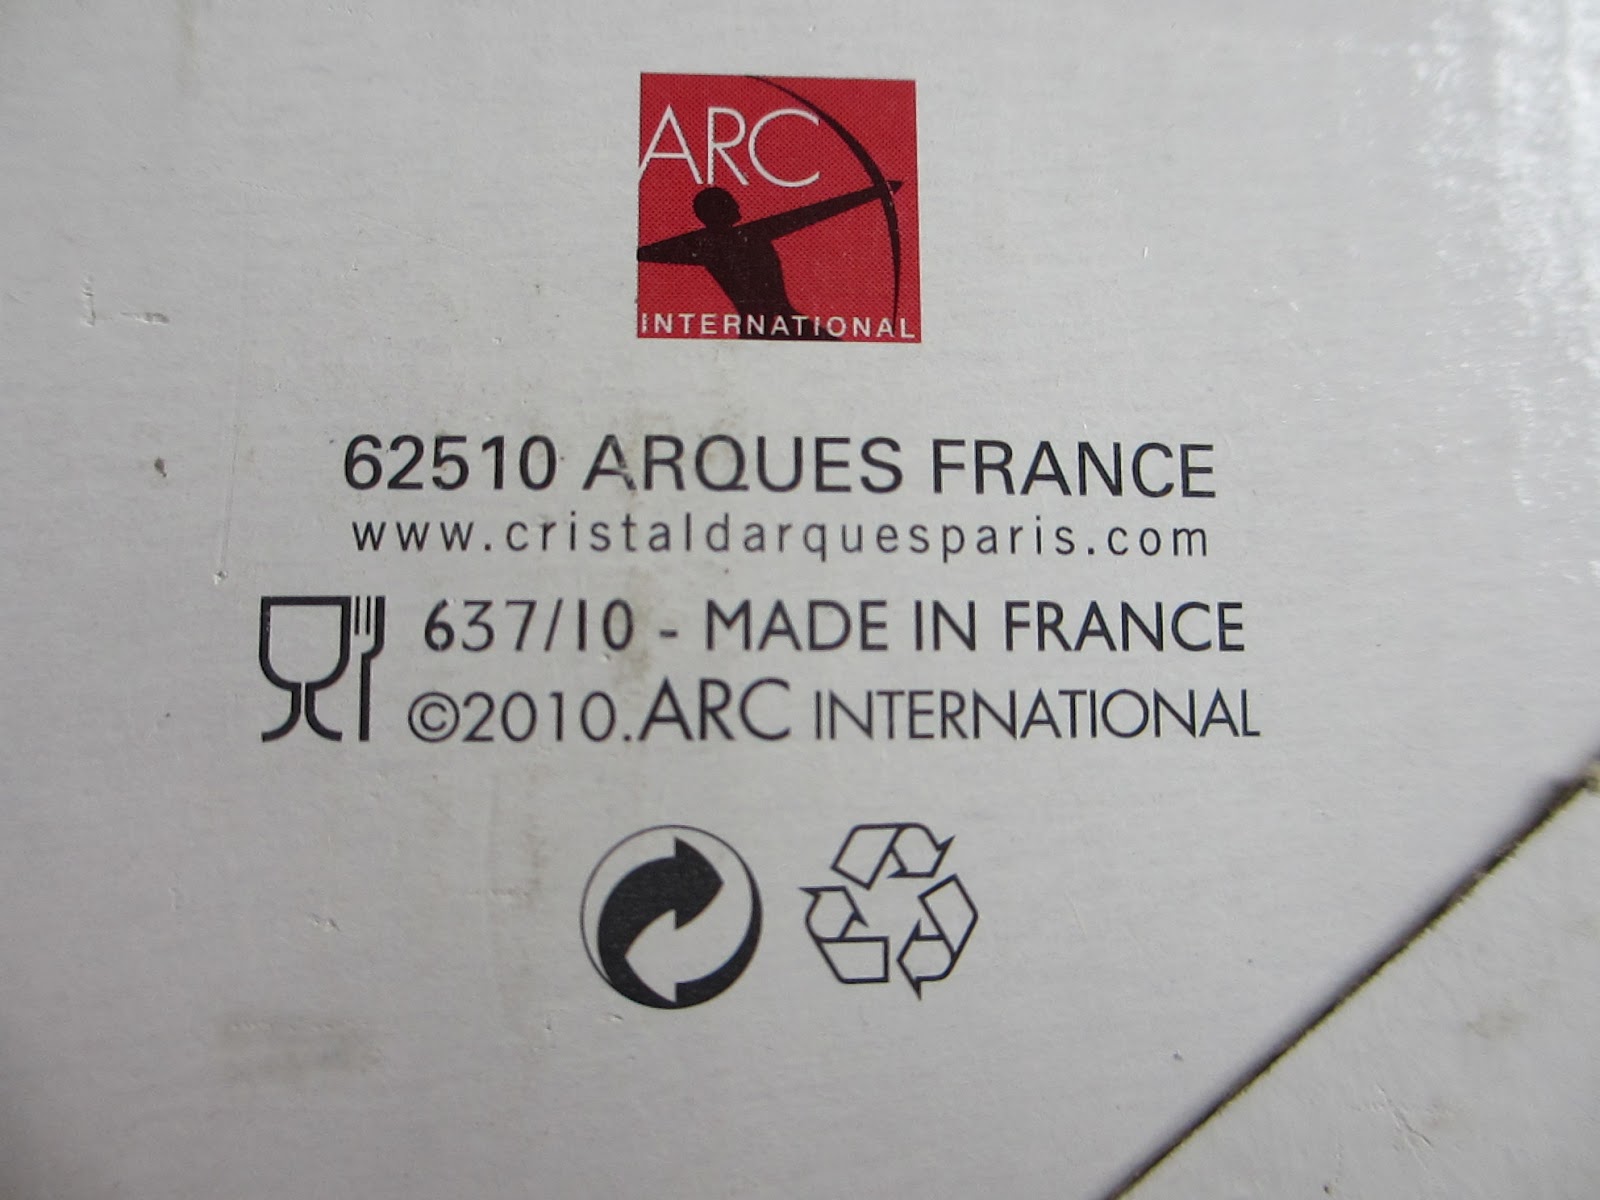 ARC
INTERNATIONAL
62510 ARQUES FRANCE
www.cristaldarquesparis.com
637/10 - MADE IN FRANCE
©2010.ARC INTERNATIONAL